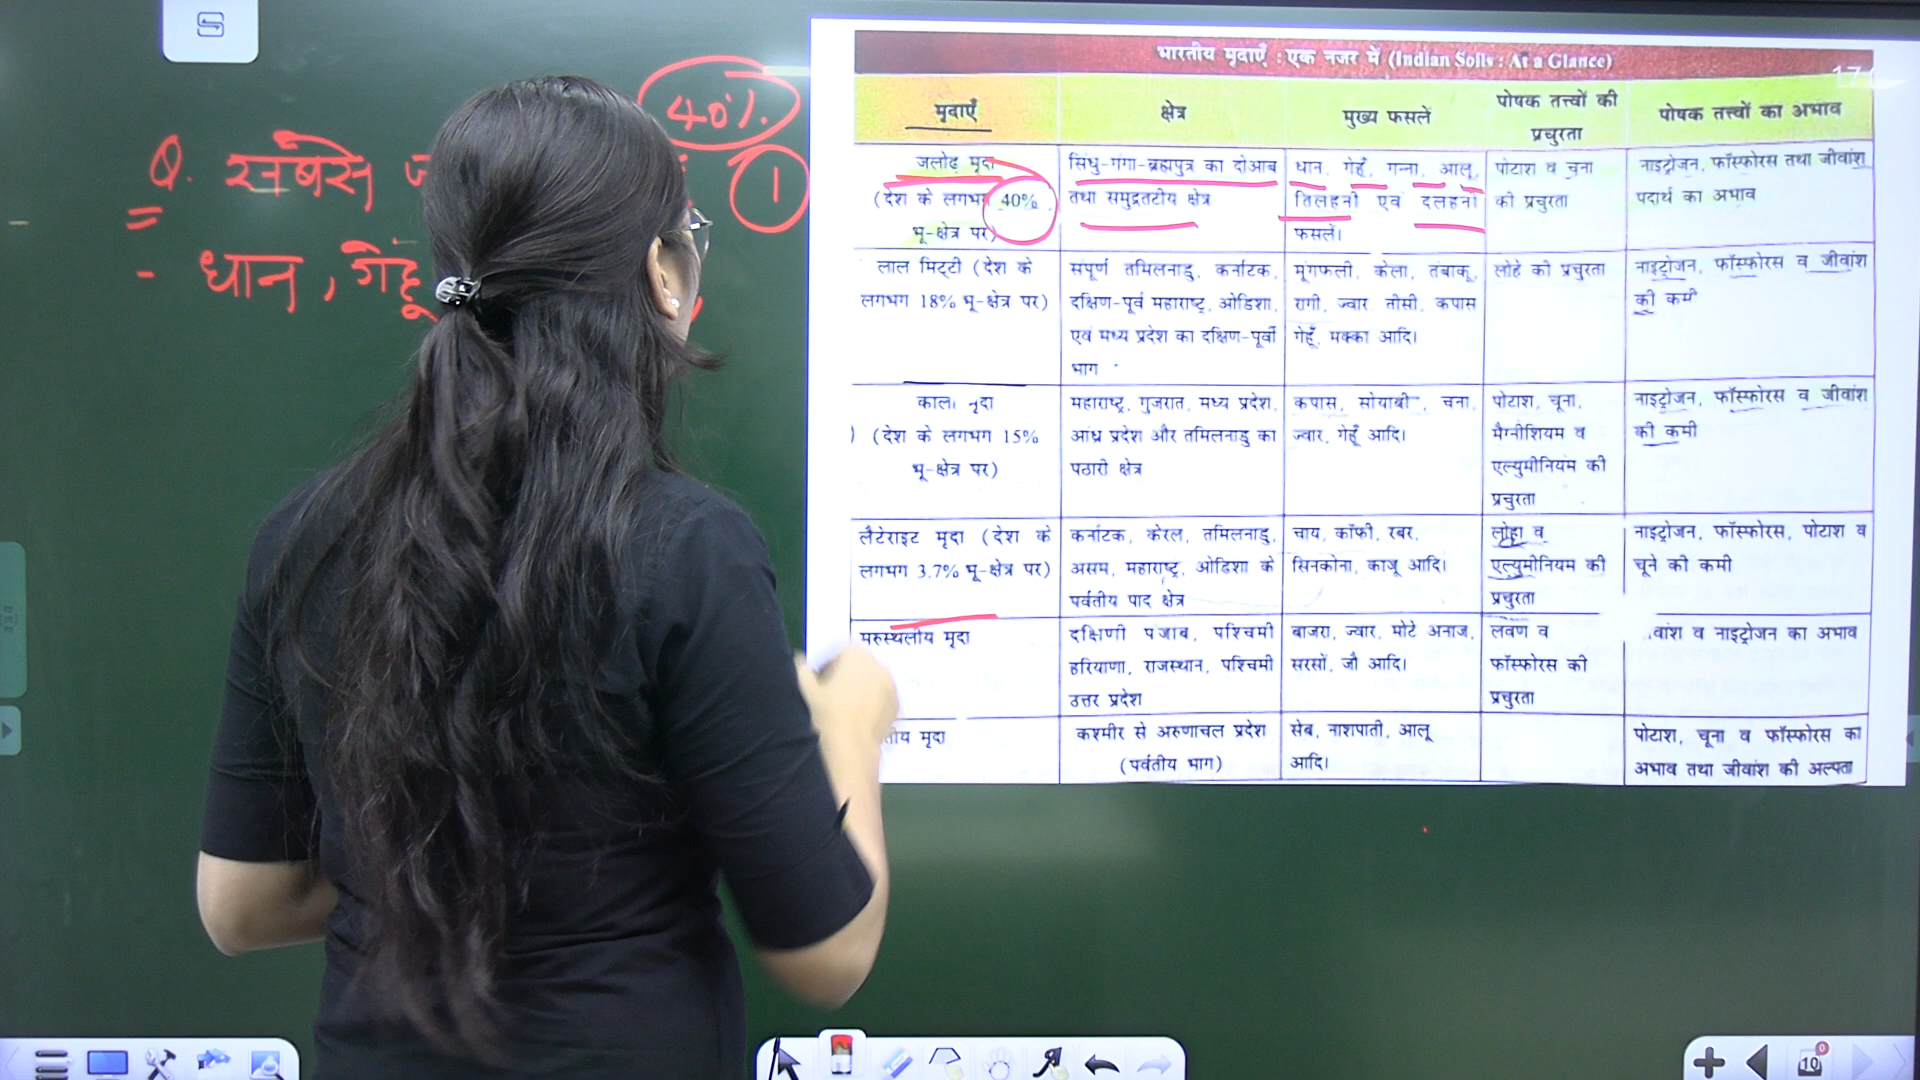 40%.
Q. सबसे
1
- धान, गेहूं
भारतीय मृदाएँ : एक नजर में (Indian Soils : At a Glance)
मृदाएँ
क्षेत्र
मुख्य फसलें
पोषक तत्त्वों की
प्रचुरता
पोषक तत्त्वों का अभाव
जलोढ़ मृदा
(देश के लगभग 40%
भू-क्षेत्र पर)
सिंधु-गंगा-ब्रह्मपुत्र का दोआब
तथा समुद्रतटीय क्षेत्र
धान, गेहूँ, गन्ना, आलू,
तिलहनी एवं दलहनी
फसलें।
पोटाश व चूना
की प्रचुरता
नाइट्रोजन, फॉस्फोरस तथा जीवांश
पदार्थ का अभाव
लाल मिट्टी (देश के
लगभग 18% भू-क्षेत्र पर)
संपूर्ण तमिलनाडु, कर्नाटक,
दक्षिण-पूर्व महाराष्ट्र, ओडिशा,
एवं मध्य प्रदेश का दक्षिण-पूर्वी
भाग
मूंगफली, केला, तंबाकू,
रागी, ज्वार तीसी, कपास
गेहूँ, मक्का आदि।
लोहे की प्रचुरता
नाइट्रोजन, फॉस्फोरस व जीवांश
की कमी
मृदा
(देश के लगभग 15%
भू-क्षेत्र पर)
महाराष्ट्र, गुजरात, मध्य प्रदेश,
आंध्र प्रदेश और तमिलनाडु का
पठारी क्षेत्र
कपास, सोयाबी , चना,
ज्वार, गेहूँ आदि।
पोटाश, चूना,
मैग्नीशियम व
एल्युमीनियम की
प्रचुरता
नाइट्रोजन, फॉस्फोरस व जीवांश
की कमी
लैटेराइट मृदा (देश के
लगभग 3.7% भू-क्षेत्र पर)
कर्नाटक, केरल, तमिलनाडु,
असम, महाराष्ट्र, ओडिशा के
पर्वतीय पाद क्षेत्र
चाय, कॉफी, रबर,
सिनकोना, काजू आदि।
लोहा व
एल्युमीनियम की
प्रचुरता
नाइट्रोजन, फॉस्फोरस, पोटाश व
चूने की कमी
मरुस्थलीय मृदा
दक्षिणी पंजाब, पश्चिमी
हरियाणा, राजस्थान, पश्चिमी
उत्तर प्रदेश
बाजरा, ज्वार, मोटे अनाज,
सरसों, जौ आदि।
लवण व
फॉस्फोरस की
प्रचुरता
वांश व नाइट्रोजन का अभाव
तीय मृदा
कश्मीर से अरुणाचल प्रदेश
(पर्वतीय भाग)
सेब, नाशपाती, आलू
आदि।
पोटाश, चूना व फॉस्फोरस का
अभाव तथा जीवांश की अल्पता
10
0